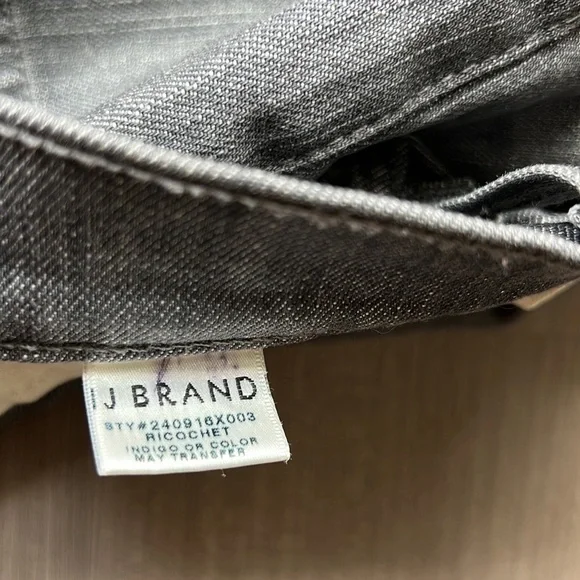 J BRAND
STY#240916X003
RICOCHET
INDIGO OR COLOR
MAY TRANSFER